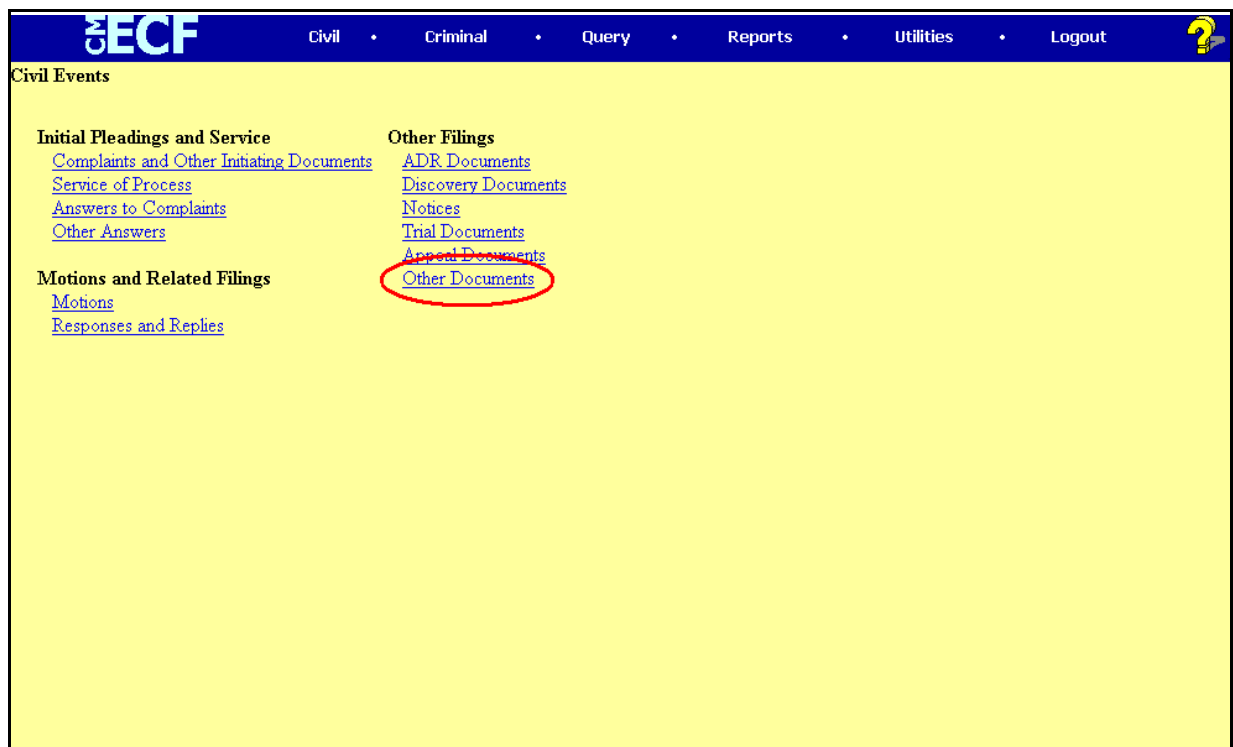 CM ECF Civil • Criminal • Query • Reports • Utilities • Logout ?
Civil Events
Initial Pleadings and Service
Complaints and Other Initiating Documents
Service of Process
Answers to Complaints
Other Answers
Motions and Related Filings
Motions
Responses and Replies
Other Filings
ADR Documents
Discovery Documents
Notices
Trial Documents
Appeal Documents
Other Documents